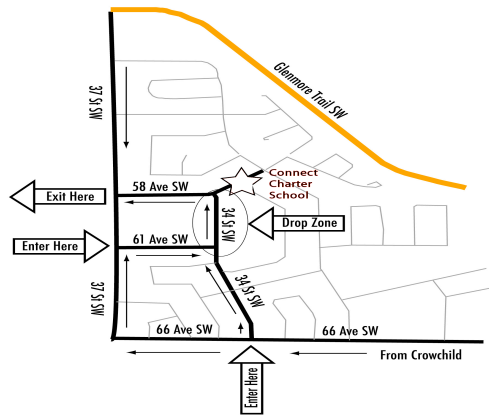 Glenmore Trail SW
37 St SW
Connect
Charter
School
58 Ave SW
Exit Here
34 St SW
Drop Zone
61 Ave SW
Enter Here
37 St SW
34 St SW
66 Ave SW
66 Ave SW
From Crowchild
Enter Here